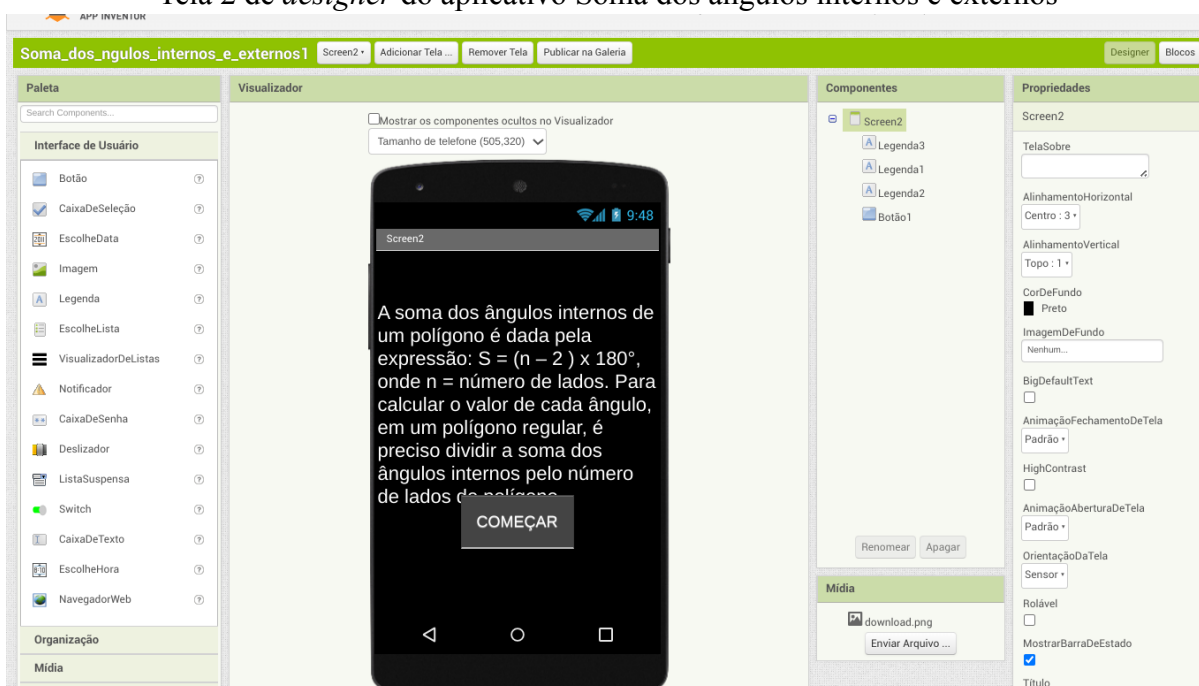 Tela 2 de designer do aplicativo Soma dos ângulos internos e externos
APP INVENTOR
Soma_dos_ngulos_internos_e_externos1 Screen2 Adicionar Tela ... Remover Tela Publicar na Galeria Designer Blocos
Paleta
Search Components...
Interface de Usuário
Botão
CaixaDeSeleção
EscolheData
Imagem
Legenda
EscolheLista
VisualizadorDeListas
Notificador
CaixaDeSenha
Deslizador
ListaSuspensa
Switch
CaixaDeTexto
EscolheHora
NavegadorWeb
Organização
Mídia
Visualizador
Mostrar os componentes ocultos no Visualizador
Tamanho de telefone (505,320)
9:48
Screen2
A soma dos ângulos internos de
um polígono é dada pela
expressão: S = (n – 2 ) x 180°,
onde n = número de lados. Para
calcular o valor de cada ângulo,
em um polígono regular, é
preciso dividir a soma dos
ângulos internos pelo número
de lados do polígono
COMEÇAR
Componentes
Screen2
Legenda3
Legenda1
Legenda2
Botão1
Renomear Apagar
Mídia
download.png
Enviar Arquivo ...
Propriedades
Screen2
TelaSobre
AlinhamentoHorizontal
Centro : 3
AlinhamentoVertical
Topo : 1
CorDeFundo
Preto
ImagemDeFundo
Nenhum...
BigDefaultText
AnimaçãoFechamentoDeTela
Padrão
HighContrast
AnimaçãoAberturaDeTela
Padrão
OrientaçãoDaTela
Sensor
Rolável
MostrarBarraDeEstado
Título